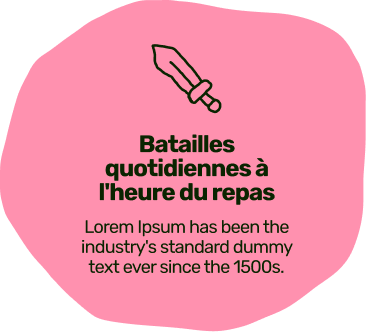 Batailles
quotidiennes à
l'heure du repas
Lorem Ipsum has been the
industry's standard dummy
text ever since the 1500s.